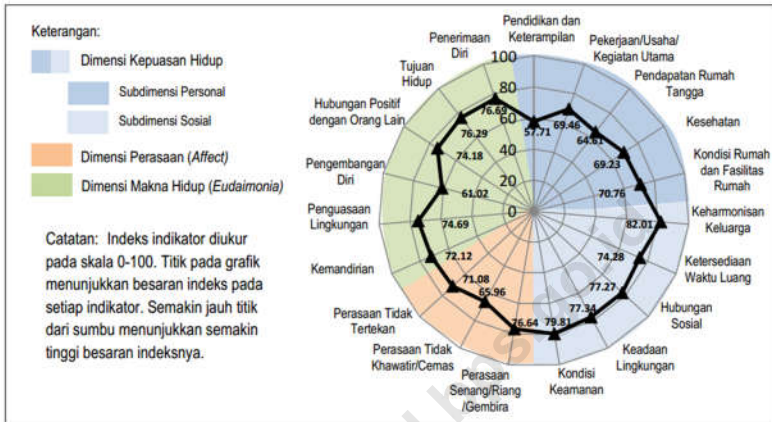 Keterangan:
Dimensi Kepuasan Hidup
Subdimensi Personal
Subdimensi Sosial
Dimensi Perasaan (Affect)
Dimensi Makna Hidup (Eudaimonia)
Catatan: Indeks indikator diukur
pada skala 0-100. Titik pada grafik
menunjukkan besaran indeks pada
setiap indikator. Semakin jauh titik
dari sumbu menunjukkan semakin
tinggi besaran indeksnya.
Pendidikan dan
Keterampilan
Pekerjaan/Usaha/
Kegiatan Utama
Pendapatan Rumah
Tangga
Kesehatan
Kondisi Rumah
dan Fasilitas
Rumah
Keharmonisan
Keluarga
Ketersediaan
Waktu Luang
Hubungan
Sosial
Keadaan
Lingkungan
Kondisi
Keamanan
Perasaan
Senang/Riang
/Gembira
Perasaan Tidak
Khawatir/Cemas
Perasaan Tidak
Tertekan
Kemandirian
Penguasaan
Lingkungan
Pengembangan
Diri
Hubungan Positif
dengan Orang Lain
Tujuan
Hidup
Penerimaan
Diri
100
80
60
40
20
0
57.71
69.46
64.61
69.23
70.76
82.01
74.28
77.27
77.34
79.81
76.64
65.96
71.08
72.12
74.69
61.02
74.18
76.29
76.69